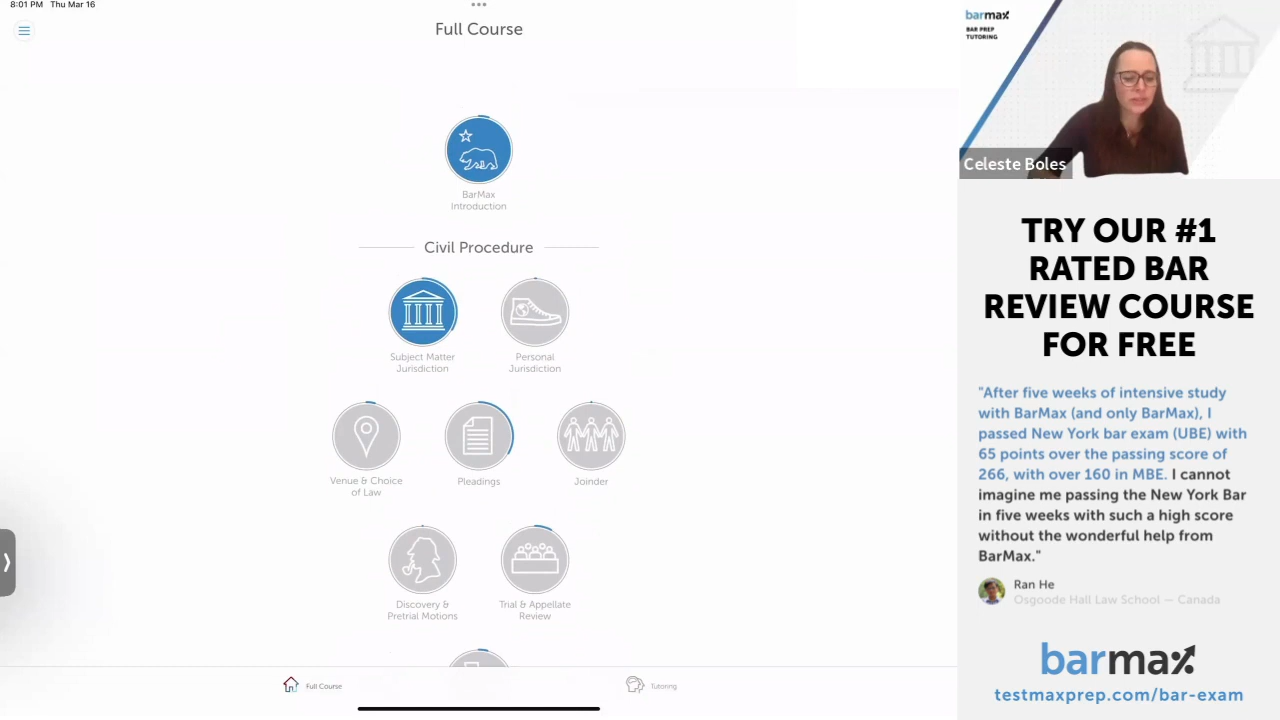 8:01 PM Thu Mar 16
Full Course
BarMax
Introduction
Civil Procedure
Subject Matter
Jurisdiction
Personal
Jurisdiction
Venue & Choice
of Law
Pleadings
Joinder
Discovery &
Pretrial Motions
Trial & Appellate
Review
Full Course
Tutoring
barmax
BAR PREP
TUTORING
Celeste Boles
TRY OUR #1
RATED BAR
REVIEW COURSE
FOR FREE
"After five weeks of intensive study
with BarMax (and only BarMax), I
passed New York bar exam (UBE) with
65 points over the passing score of
266, with over 160 in MBE. I cannot
imagine me passing the New York Bar
in five weeks with such a high score
without the wonderful help from
BarMax."
Ran He
Osgoode Hall Law School — Canada
barmax
testmaxprep.com/bar-exam